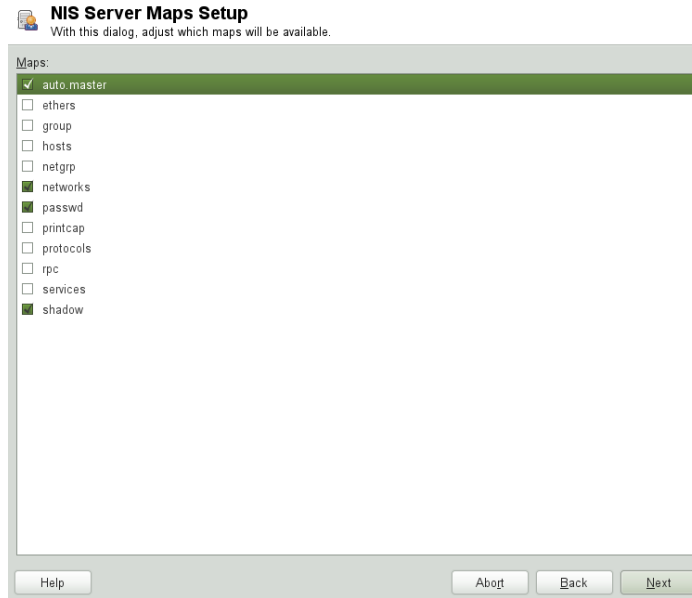 NIS Server Maps Setup
With this dialog, adjust which maps will be available.
Maps:
auto.master
ethers
group
hosts
netgrp
networks
passwd
printcap
protocols
rpc
services
shadow
Help Abort Back Next